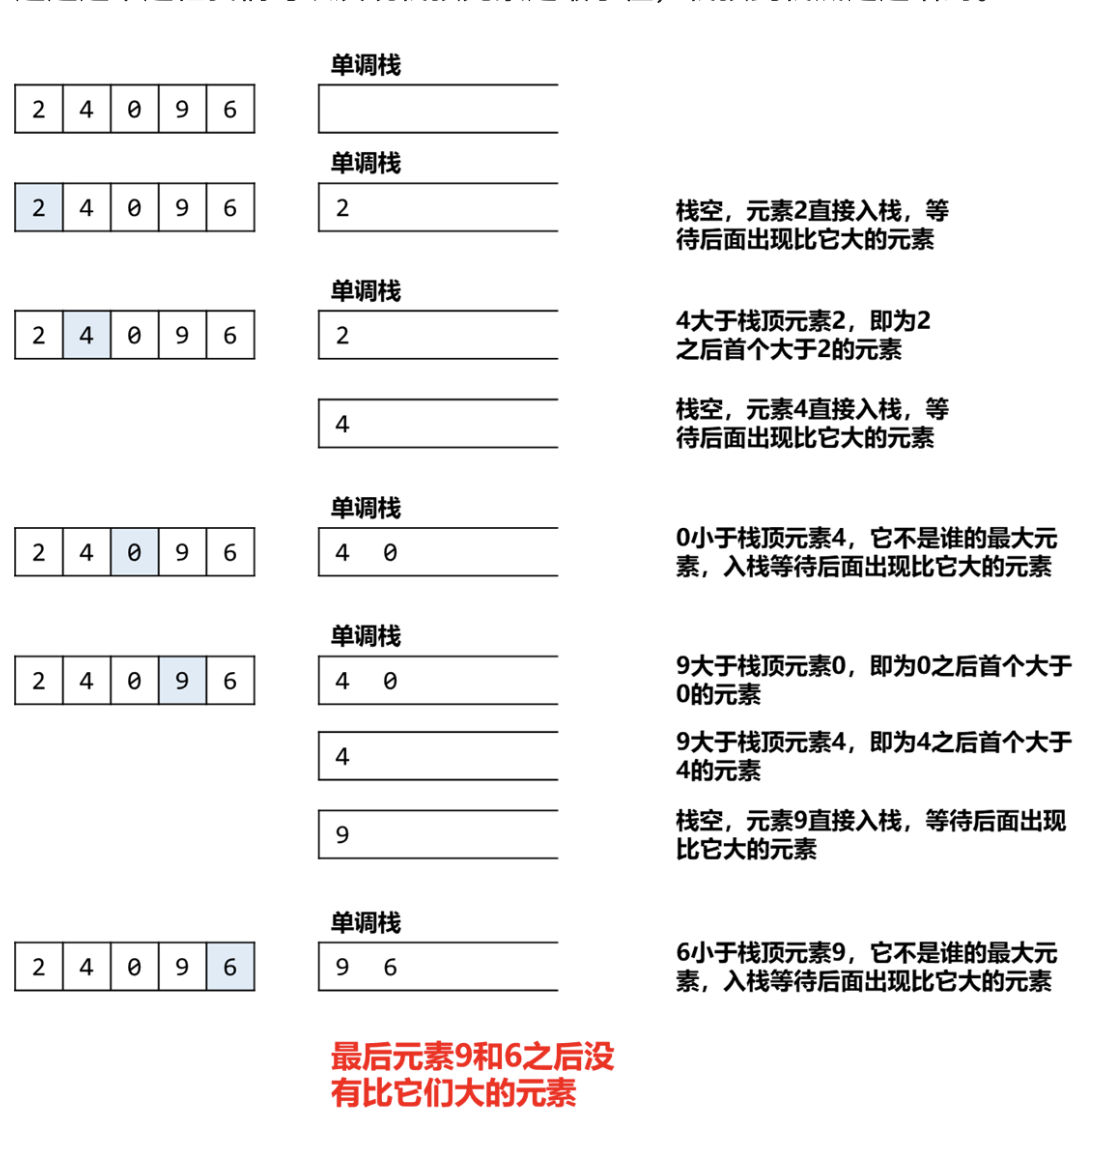 单调栈
2 4 0 9 6
单调栈
2 4 0 9 6
2
栈空，元素2直接入栈，等
待后面出现比它大的元素
单调栈
2 4 0 9 6
2
4大于栈顶元素2，即为2
之后首个大于2的元素
4
栈空，元素4直接入栈，等
待后面出现比它大的元素
单调栈
2 4 0 9 6
4 0
0小于栈顶元素4，它不是谁的最大元
素，入栈等待后面出现比它大的元素
单调栈
2 4 0 9 6
4 0
9大于栈顶元素0，即为0之后首个大于
0的元素
4
9大于栈顶元素4，即为4之后首个大于
4的元素
9
栈空，元素9直接入栈，等待后面出现
比它大的元素
单调栈
2 4 0 9 6
9 6
6小于栈顶元素9，它不是谁的最大元
素，入栈等待后面出现比它大的元素
最后元素9和6之后没
有比它们大的元素